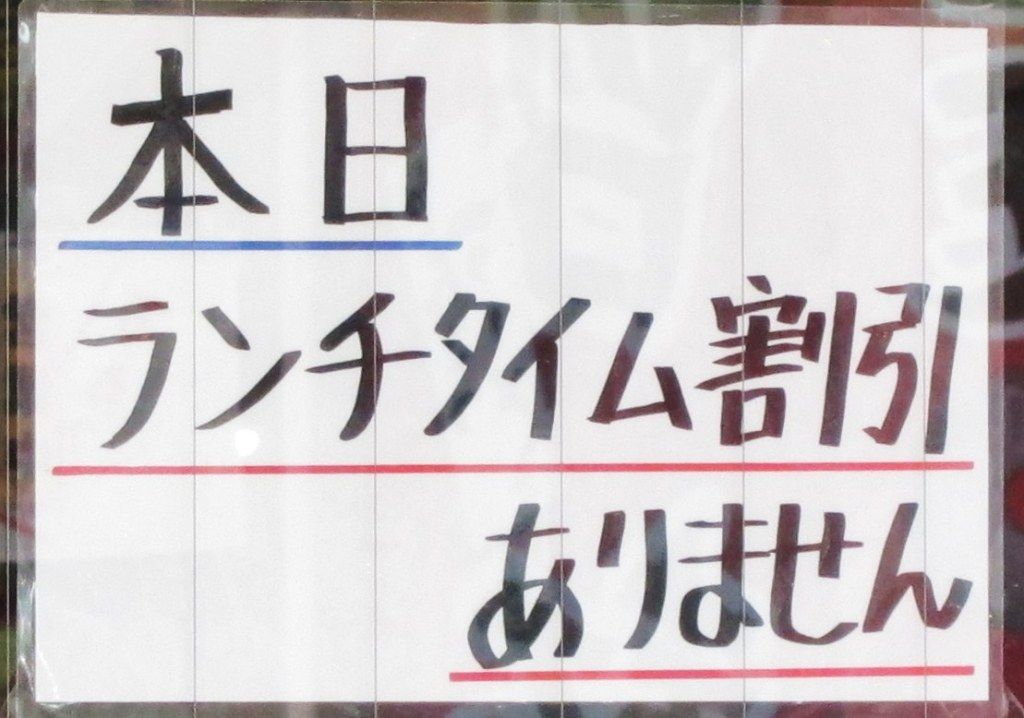 本日
ランチタイム割引
ありません